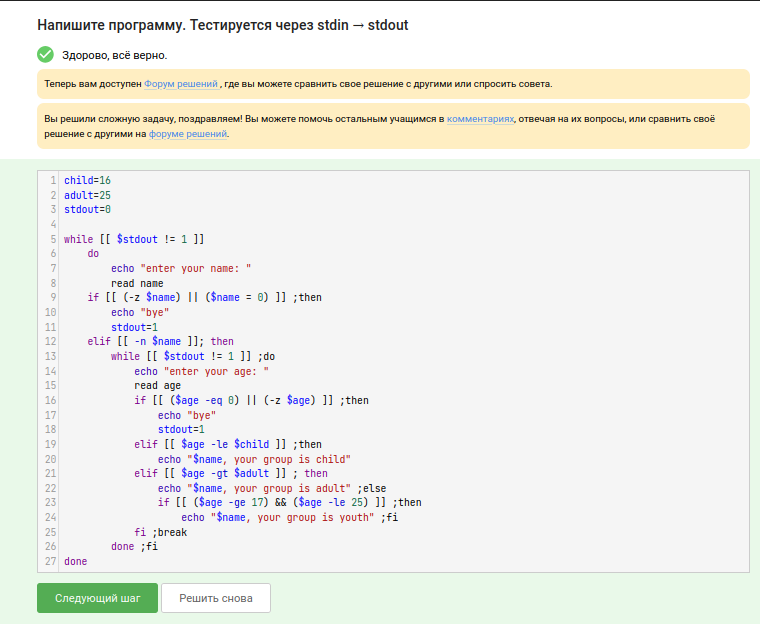 Напишите программу. Тестируется через stdin → stdout
Здорово, всё верно.
Теперь вам доступен Форум решений , где вы можете сравнить свое решение с другими или спросить совета.
Вы решили сложную задачу, поздравляем! Вы можете помочь остальным учащимся в комментариях, отвечая на их вопросы, или сравнить своё
решение с другими на форуме решений.
1 child=16
2 adult=25
3 stdout=0
4
5 while [[ $stdout != 1 ]]
6     do
7         echo "enter your name: "
8         read name
9     if [[ (-z $name) || ($name = 0) ]] ;then
10         echo "bye"
11         stdout=1
12     elif [[ -n $name ]]; then
13         while [[ $stdout != 1 ]] ;do
14             echo "enter your age: "
15             read age
16             if [[ ($age -eq 0) || (-z $age) ]] ;then
17                 echo "bye"
18                 stdout=1
19             elif [[ $age -le $child ]] ;then
20                 echo "$name, your group is child"
21             elif [[ $age -gt $adult ]] ; then
22                 echo "$name, your group is adult" ;else
23                 if [[ ($age -ge 17) && ($age -le 25) ]] ;then
24                     echo "$name, your group is youth" ;fi
25             fi ;break
26         done ;fi
27 done
Следующий шаг
Решить снова